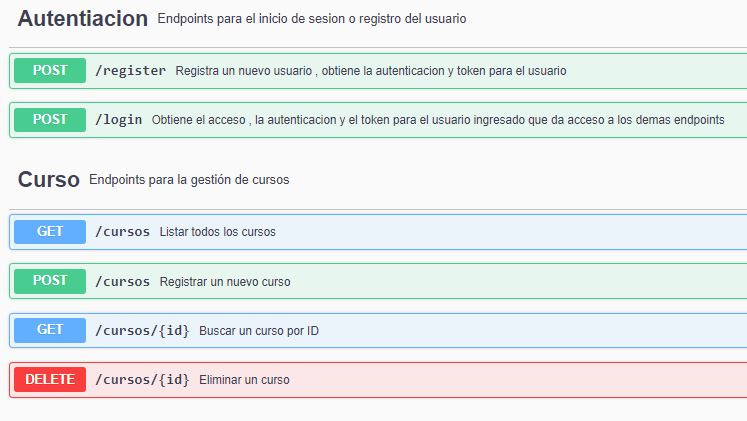 Autentiacion Endpoints para el inicio de sesion o registro del usuario
POST /register Registra un nuevo usuario , obtiene la autenticacion y token para el usuario
POST /login Obtiene el acceso , la autenticacion y el token para el usuario ingresado que da acceso a los demas endpoints
Curso Endpoints para la gestión de cursos
GET /cursos Listar todos los cursos
POST /cursos Registrar un nuevo curso
GET /cursos/{id} Buscar un curso por ID
DELETE /cursos/{id} Eliminar un curso